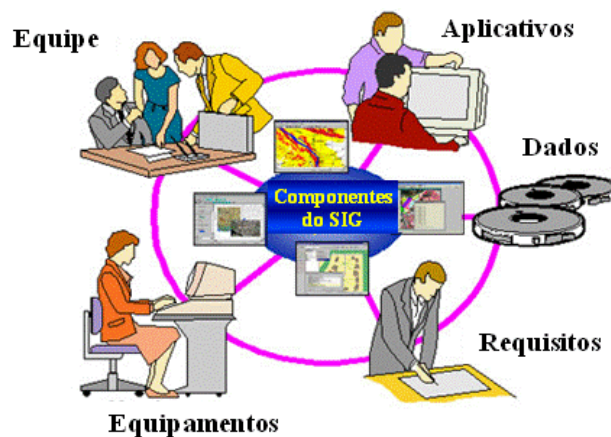 Equipe
Aplicativos
Dados
Componentes
do SIG
Requisitos
Equipamentos